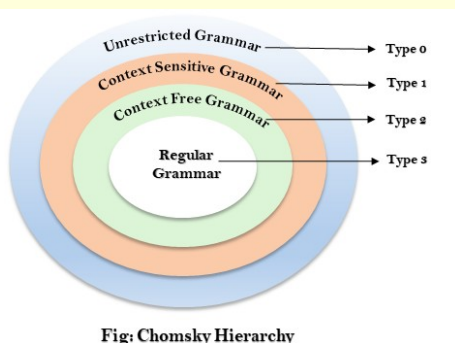 Unrestricted Grammar
Type 0
Context Sensitive Grammar
Type 1
Context Free Grammar
Type 2
Regular
Grammar
Type 3
Fig: Chomsky Hierarchy